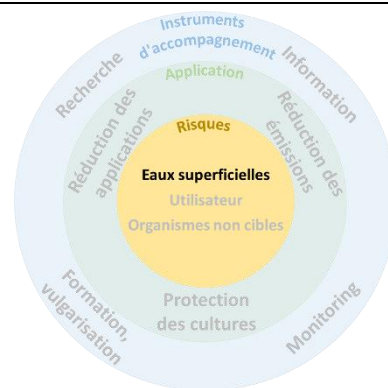 Instruments
d'accompagnement
Recherche
Information
Application
Réduction des
applications
Réduction des
émissions
Risques
Eaux superficielles
Utilisateur
Organismes non cibles
Protection
des cultures
Formation,
vulgarisation
Monitoring